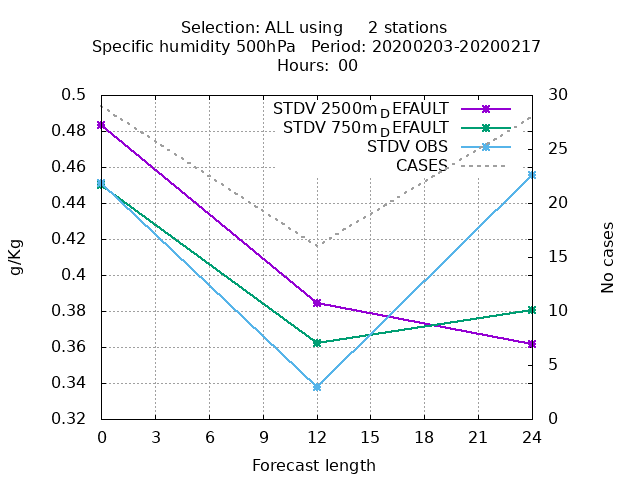 Selection: ALL using     2 stations
Specific humidity 500hPa   Period: 20200203-20200217
Hours: 00
0.5
0.48
0.46
0.44
0.42
0.4
0.38
0.36
0.34
0.32
g/Kg
STDV 2500m_DEFAULT
STDV 750m_DEFAULT
STDV OBS
CASES
30
25
20
15
10
5
0
No cases
0 3 6 9 12 15 18 21 24
Forecast length